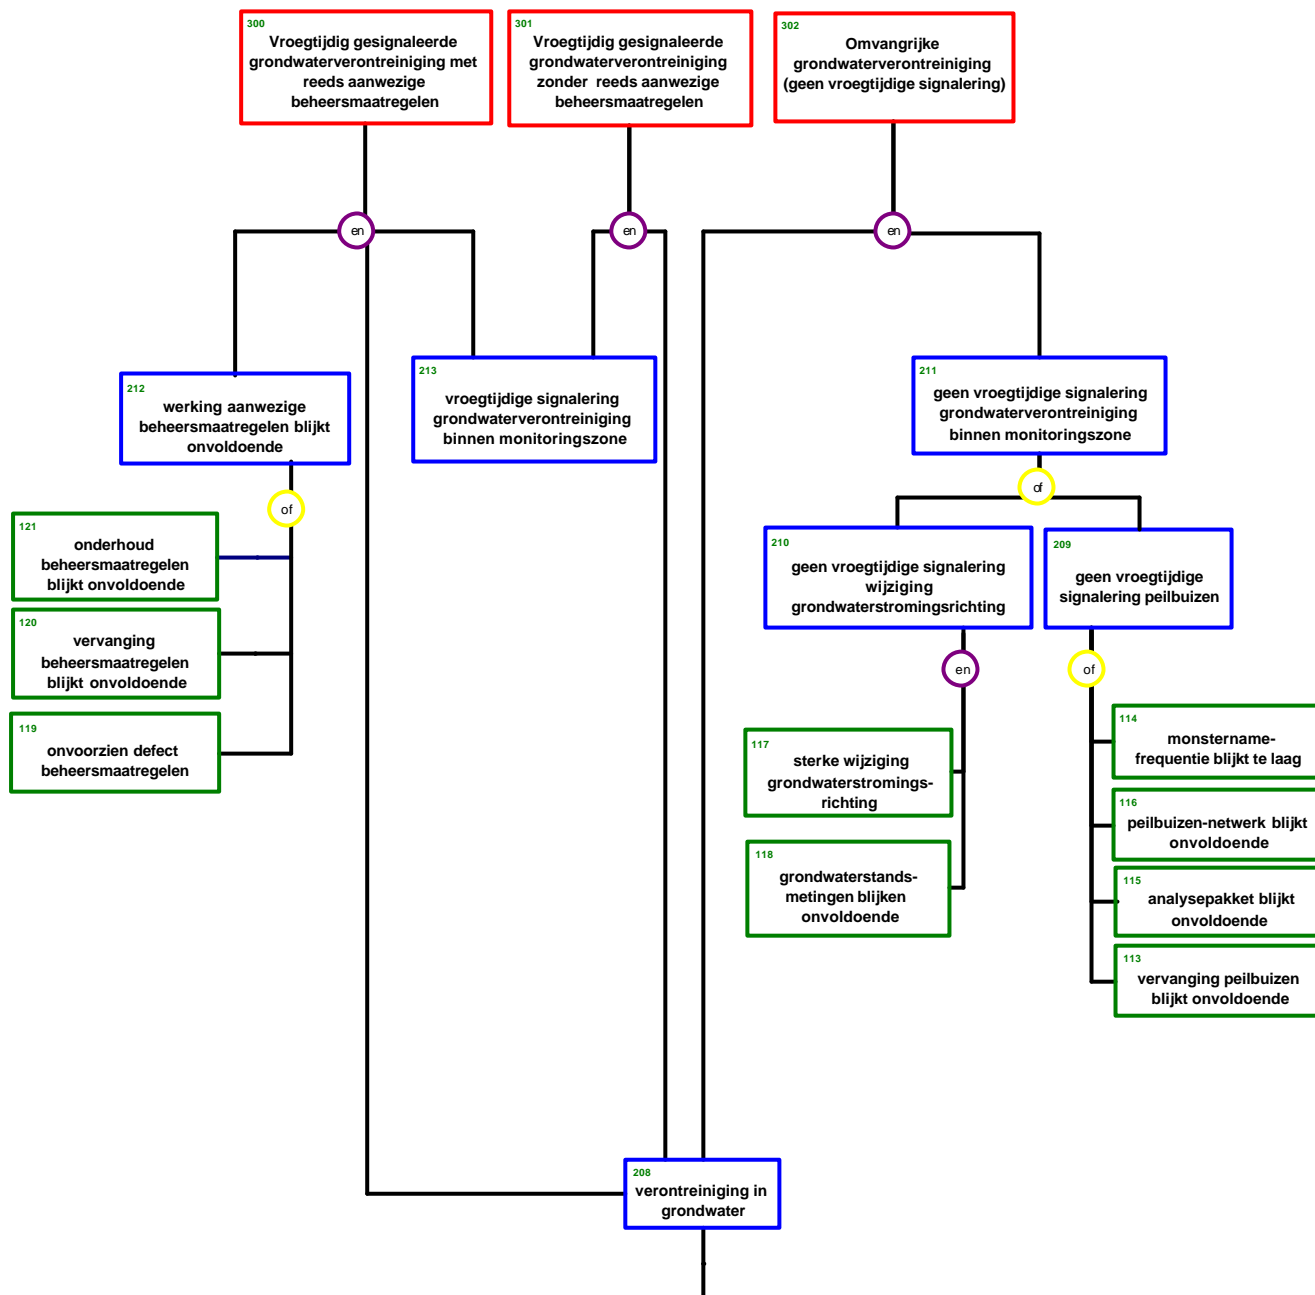 300
Vroegtijdig gesignaleerde
grondwaterverontreiniging met
reeds aanwezige
beheersmaatregelen
301
Vroegtijdig gesignaleerde
grondwaterverontreiniging
zonder reeds aanwezige
beheersmaatregelen
302
Omvangrijke
grondwaterverontreiniging
(geen vroegtijdige signalering)
en
en
en
212
werking aanwezige
beheersmaatregelen blijkt
onvoldoende
213
vroegtijdige signalering
grondwaterverontreiniging
binnen monitoringszone
211
geen vroegtijdige signalering
grondwaterverontreiniging
binnen monitoringszone
of
of
121
onderhoud
beheersmaatregelen
blijkt onvoldoende
120
vervanging
beheersmaatregelen
blijkt onvoldoende
119
onvoorzien defect
beheersmaatregelen
210
geen vroegtijdige signalering
wijziging
grondwaterstromingsrichting
209
geen vroegtijdige
signalering peilbuizen
en
of
117
sterke wijziging
grondwaterstromings-
richting
118
grondwaterstands-
metingen blijken
onvoldoende
114
monstername-
frequentie blijkt te laag
116
peilbuizen-netwerk blijkt
onvoldoende
115
analysepakket blijkt
onvoldoende
113
vervanging peilbuizen
blijkt onvoldoende
208
verontreiniging in
grondwater